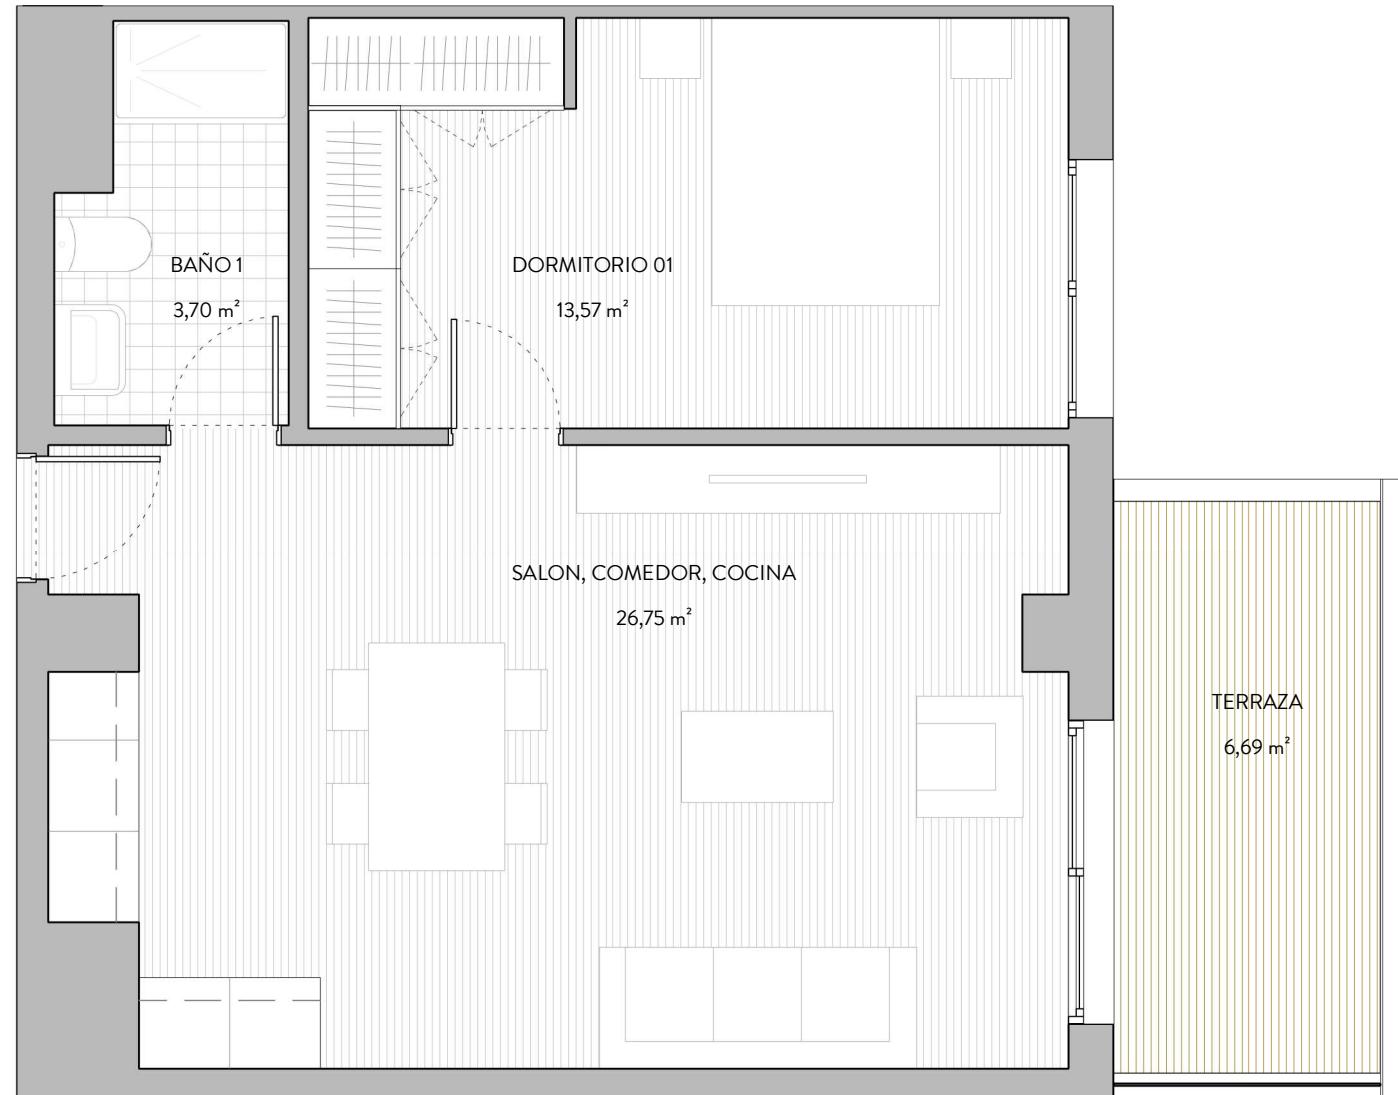 BAÑO 1
3,70 m²
DORMITORIO 01
13,57 m²
SALON, COMEDOR, COCINA
26,75 m²
TERRAZA
6,69 m²